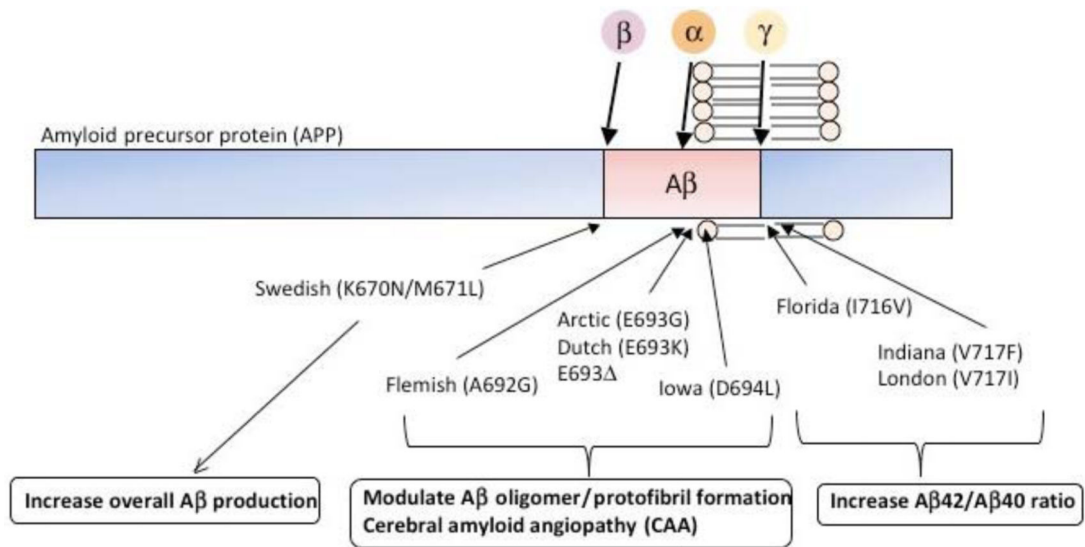 β
α
γ
Amyloid precursor protein (APP)
Aβ
Swedish (K670N/M671L)
Florida (I716V)
Arctic (E693G)
Dutch (E693K)
E693Δ
Indiana (V717F)
London (V717I)
Flemish (A692G)
Iowa (D694L)
Increase overall Aβ production
Modulate Aβ oligomer/protofibril formation
Cerebral amyloid angiopathy (CAA)
Increase Aβ42/Aβ40 ratio